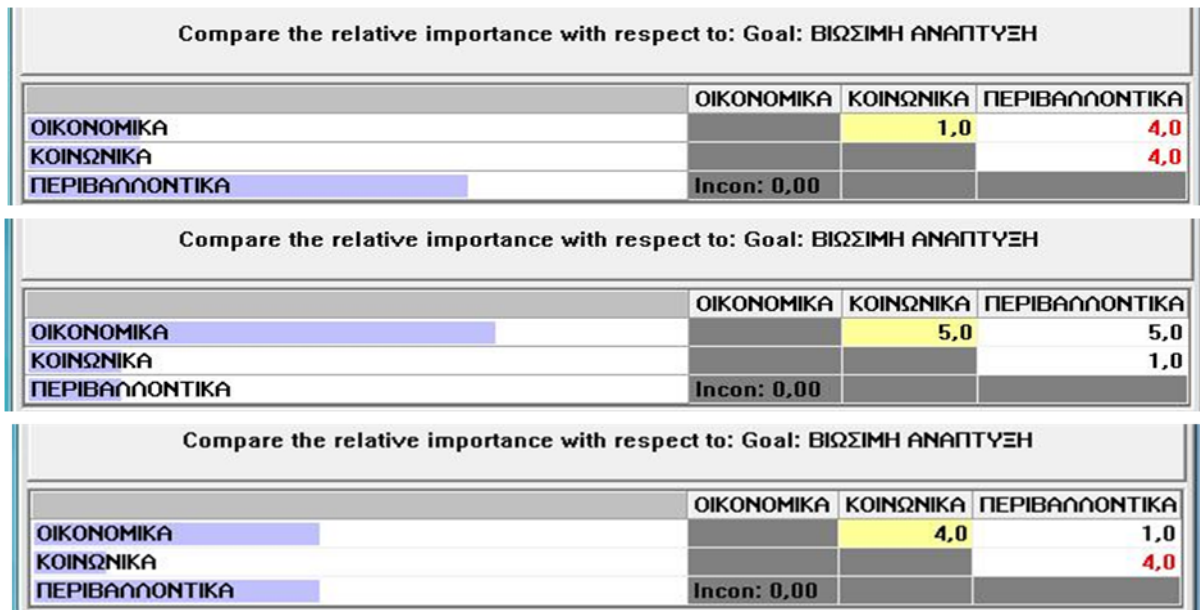 Compare the relative importance with respect to: Goal: ΒΙΩΣΙΜΗ ΑΝΑΠΤΥΞΗ
ΟΙΚΟΝΟΜΙΚΑ ΚΟΙΝΩΝΙΚΑ ΠΕΡΙΒΑΛΛΟΝΤΙΚΑ
ΟΙΚΟΝΟΜΙΚΑ 1,0 4,0
ΚΟΙΝΩΝΙΚΑ 4,0
ΠΕΡΙΒΑΛΛΟΝΤΙΚΑ Incon: 0,00
Compare the relative importance with respect to: Goal: ΒΙΩΣΙΜΗ ΑΝΑΠΤΥΞΗ
ΟΙΚΟΝΟΜΙΚΑ ΚΟΙΝΩΝΙΚΑ ΠΕΡΙΒΑΛΛΟΝΤΙΚΑ
ΟΙΚΟΝΟΜΙΚΑ 5,0 5,0
ΚΟΙΝΩΝΙΚΑ 1,0
ΠΕΡΙΒΑΛΛΟΝΤΙΚΑ Incon: 0,00
Compare the relative importance with respect to: Goal: ΒΙΩΣΙΜΗ ΑΝΑΠΤΥΞΗ
ΟΙΚΟΝΟΜΙΚΑ ΚΟΙΝΩΝΙΚΑ ΠΕΡΙΒΑΛΛΟΝΤΙΚΑ
ΟΙΚΟΝΟΜΙΚΑ 4,0 1,0
ΚΟΙΝΩΝΙΚΑ 4,0
ΠΕΡΙΒΑΛΛΟΝΤΙΚΑ Incon: 0,00